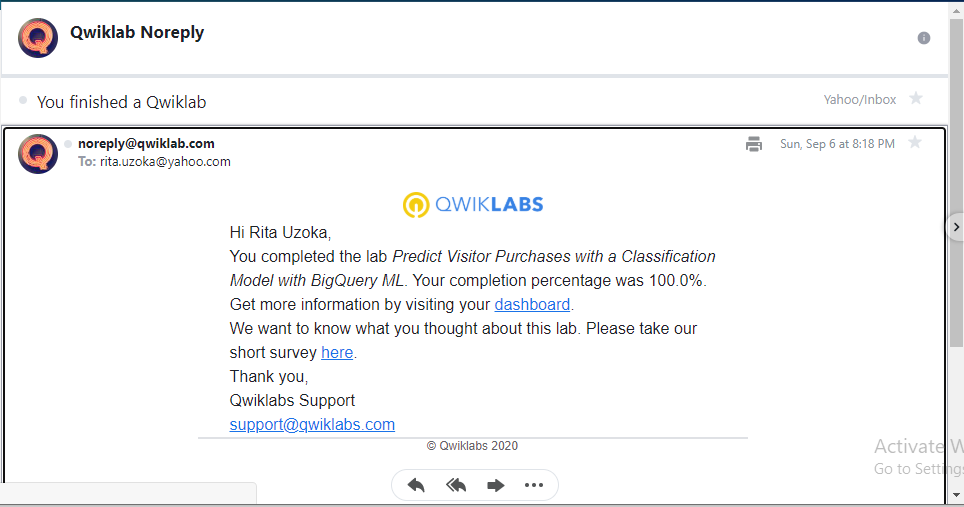 Qwiklab Noreply
You finished a Qwiklab
Yahoo/Inbox
noreply@qwiklab.com
Sun, Sep 6 at 8:18 PM
To: rita.uzoka@yahoo.com
QWIKLABS
Hi Rita Uzoka,
You completed the lab Predict Visitor Purchases with a Classification
Model with BigQuery ML. Your completion percentage was 100.0%.
Get more information by visiting your dashboard.
We want to know what you thought about this lab. Please take our
short survey here.
Thank you,
Qwiklabs Support
support@qwiklabs.com
© Qwiklabs 2020
Activate W
Go to Settings